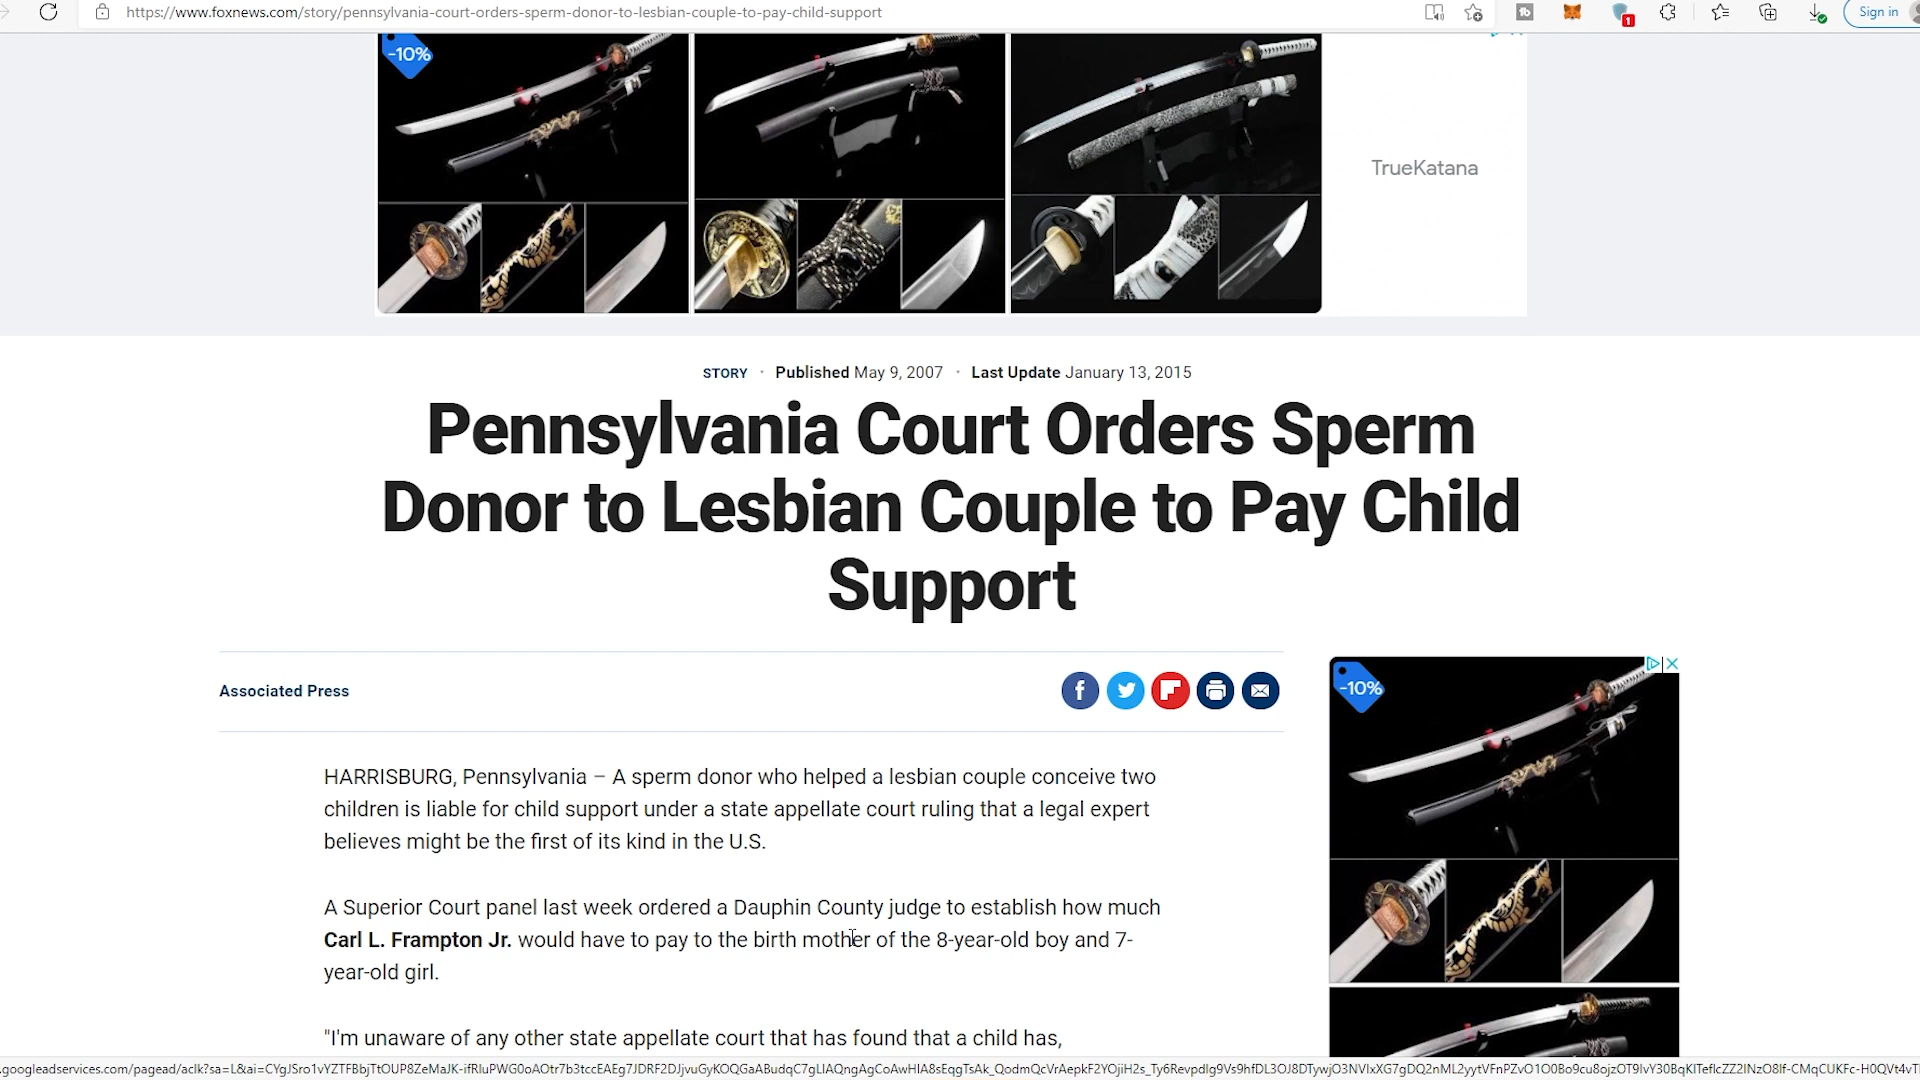 https://www.foxnews.com/story/pennsylvania-court-orders-sperm-donor-to-lesbian-couple-to-pay-child-support
1
Sign in
-10%
TrueKatana
STORY · Published May 9, 2007 · Last Update January 13, 2015
Pennsylvania Court Orders Sperm
Donor to Lesbian Couple to Pay Child
Support
Associated Press
-10%
HARRISBURG, Pennsylvania – A sperm donor who helped a lesbian couple conceive two
children is liable for child support under a state appellate court ruling that a legal expert
believes might be the first of its kind in the U.S.
A Superior Court panel last week ordered a Dauphin County judge to establish how much
Carl L. Frampton Jr. would have to pay to the birth mother of the 8-year-old boy and 7-
year-old girl.
"I'm unaware of any other state appellate court that has found that a child has,